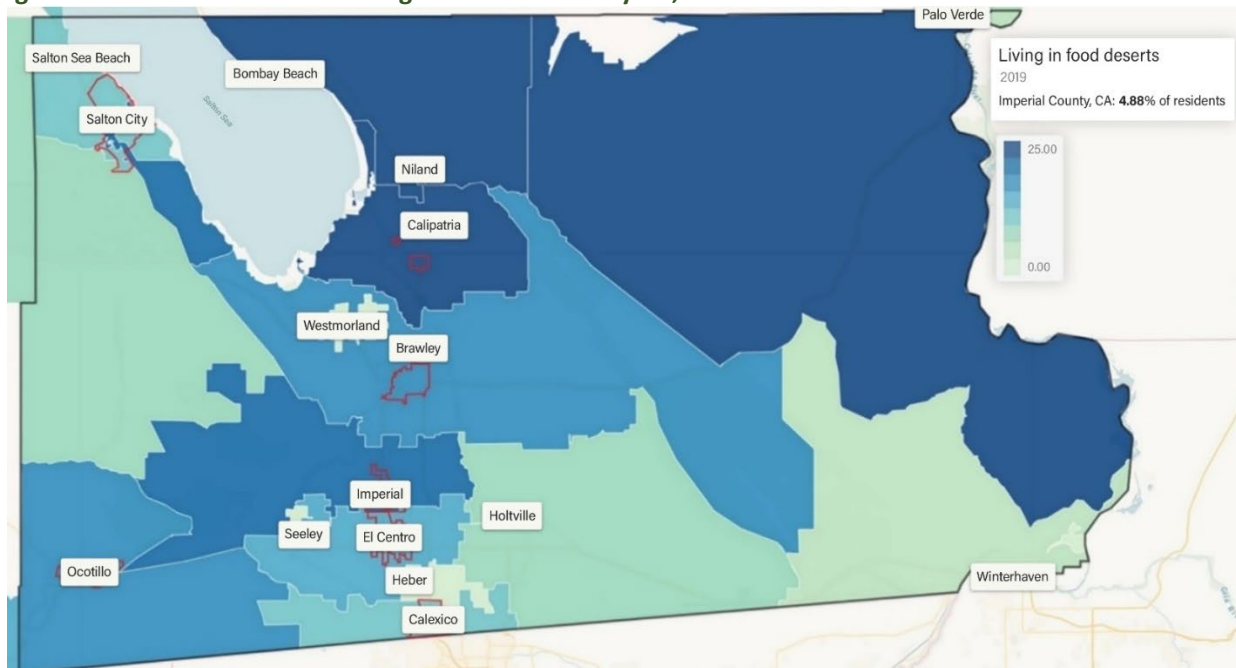 Palo Verde
Salton Sea Beach
Bombay Beach
Living in food deserts
2019
Imperial County, CA: 4.88% of residents
Salton Sea
Salton City
25.00
Niland
Calipatria
0.00
Westmorland
Brawley
Imperial
Holtville
Seeley
El Centro
Ocotillo
Heber
Winterhaven
Calexico